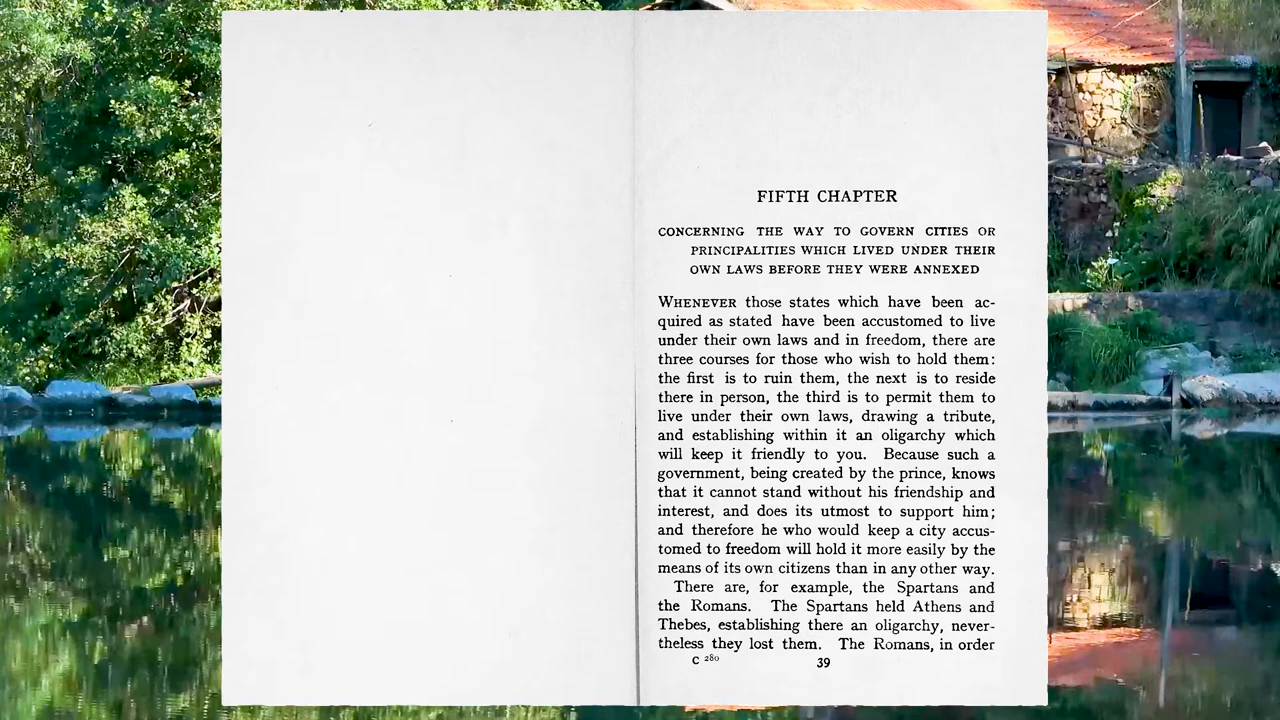 FIFTH CHAPTER
CONCERNING THE WAY TO GOVERN CITIES OR
PRINCIPALITIES WHICH LIVED UNDER THEIR
OWN LAWS BEFORE THEY WERE ANNEXED
WHENEVER those states which have been ac-
quired as stated have been accustomed to live
under their own laws and in freedom, there are
three courses for those who wish to hold them:
the first is to ruin them, the next is to reside
there in person, the third is to permit them to
live under their own laws, drawing a tribute,
and establishing within it an oligarchy which
will keep it friendly to you. Because such a
government, being created by the prince, knows
that it cannot stand without his friendship and
interest, and does its utmost to support him;
and therefore he who would keep a city accus-
tomed to freedom will hold it more easily by the
means of its own citizens than in any other way.
There are, for example, the Spartans and
the Romans. The Spartans held Athens and
Thebes, establishing there an oligarchy, never-
theless they lost them. The Romans, in order
C 280 39